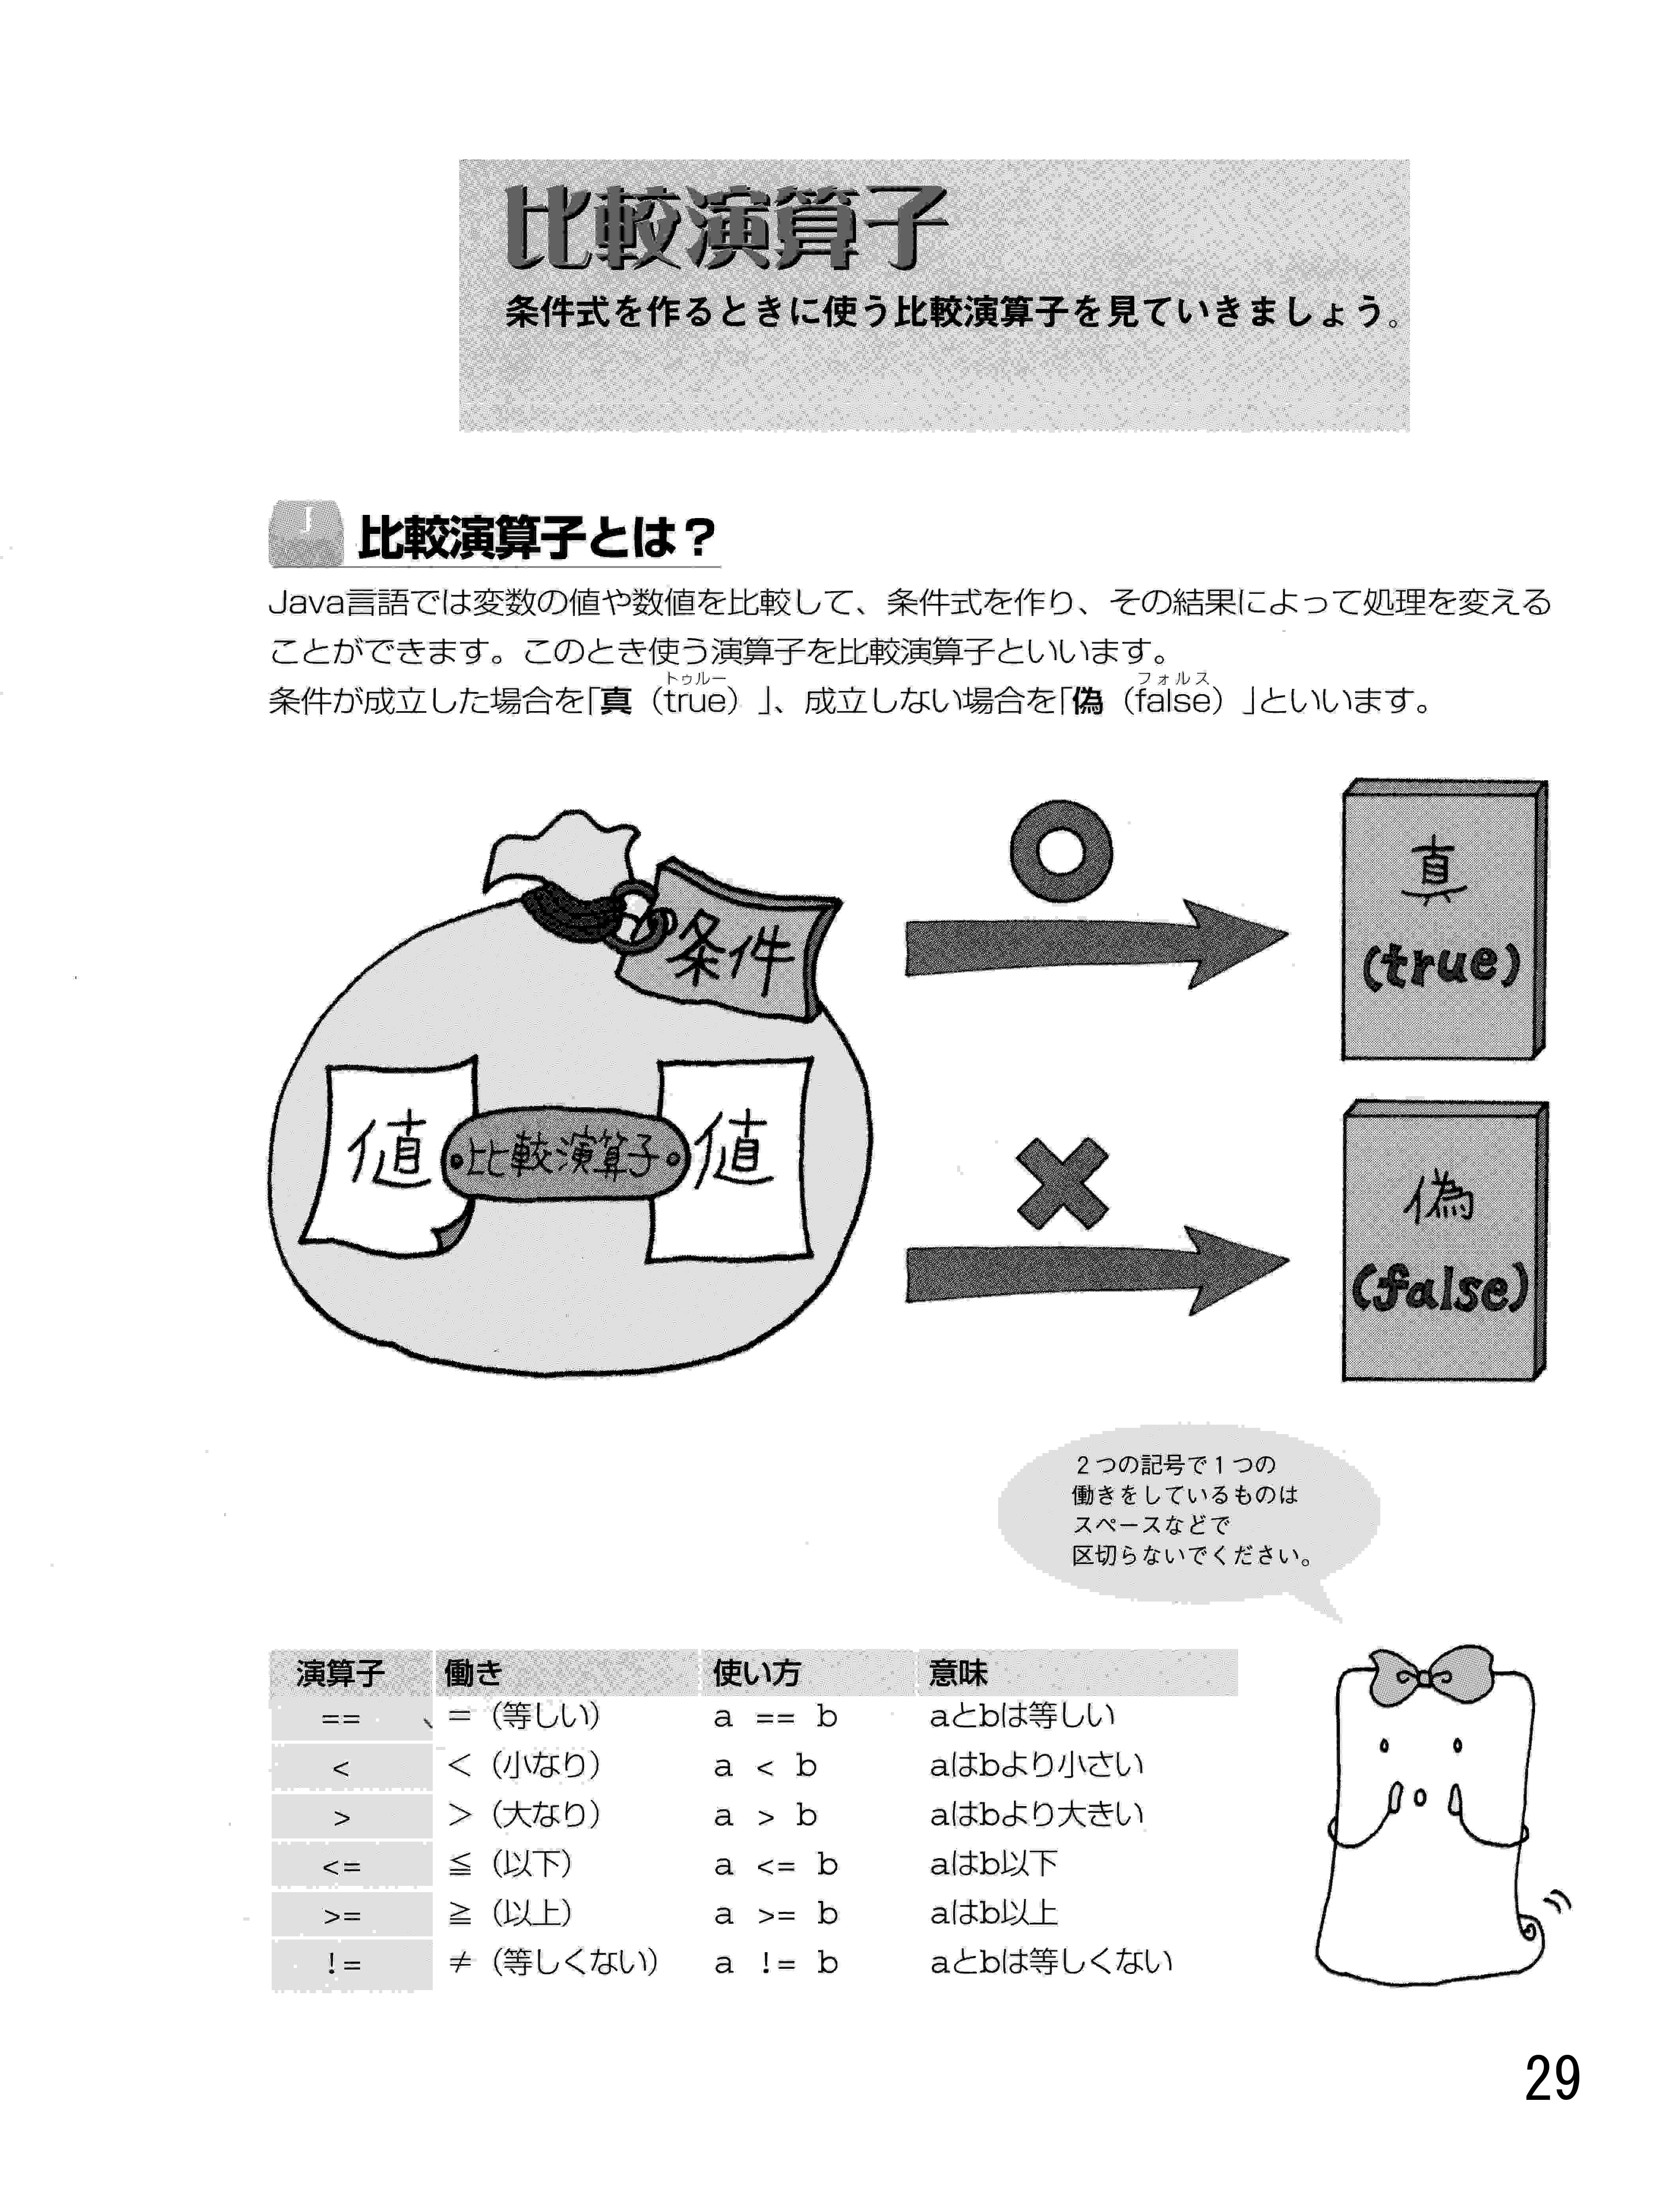 比較演算子
条件式を作るときに使う比較演算子を見ていきましょう。
J 比較演算子とは？
Java言語では変数の値や数値を比較して、条件式を作り、その結果によって処理を変える
ことができます。このとき使う演算子を比較演算子といいます。
トゥルー フォルス
条件が成立した場合を「真（true）」、成立しない場合を「偽（false）」といいます。
条件
値 比較演算子 値
真
(true)
偽
(false)
２つの記号で１つの
働きをしているものは
スペースなどで
区切らないでください。
演算子 働き 使い方 意味
== ＝（等しい） a == b aとbは等しい
< ＜（小なり） a < b aはbより小さい
> ＞（大なり） a > b aはbより大きい
<= ≦（以下） a <= b aはb以下
>= ≧（以上） a >= b aはb以上
!= ≠（等しくない） a != b aとbは等しくない
29